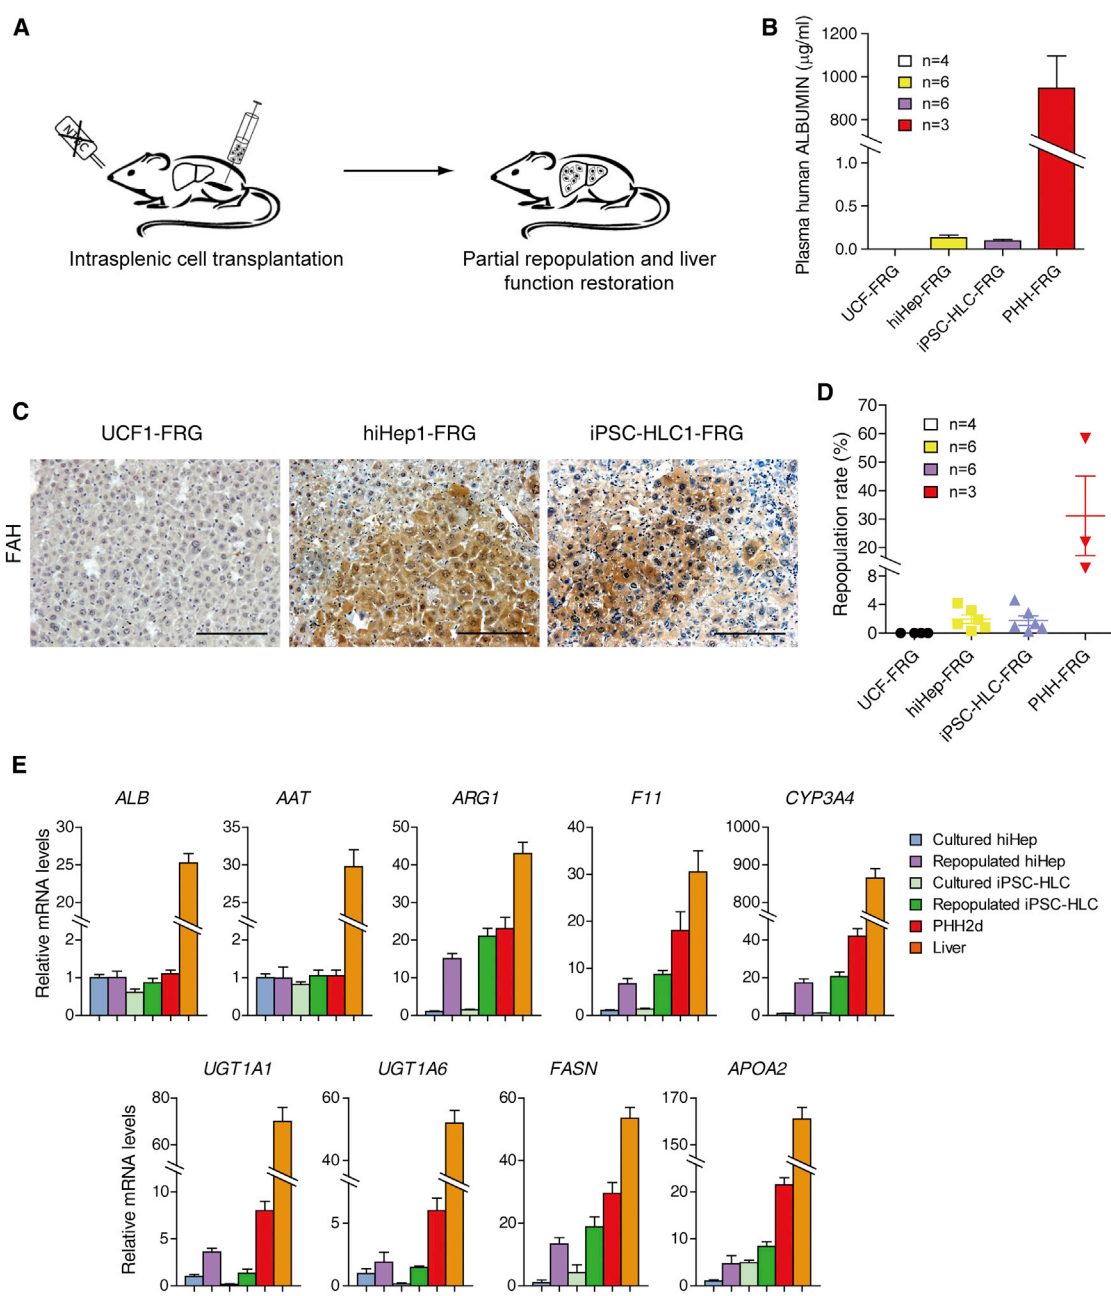 A
NTBC
Intrasplenic cell transplantation
Partial repopulation and liver
function restoration
B
Plasma human ALBUMIN (μg/ml)
1200
1000
800
1.0
0.5
0.0
n=4
n=6
n=6
n=3
UCF-FRG
hiHep-FRG
iPSC-HLC-FRG
PHH-FRG
C
UCF1-FRG
hiHep1-FRG
iPSC-HLC1-FRG
FAH
D
Repopulation rate (%)
70
60
50
40
30
20
8
4
0
n=4
n=6
n=6
n=3
UCF-FRG
hiHep-FRG
iPSC-HLC-FRG
PHH-FRG
E
Relative mRNA levels
ALB
30
25
20
2
1
0
AAT
35
30
25
2
1
0
ARG1
50
40
30
20
10
0
F11
40
30
20
10
0
CYP3A4
1000
900
800
40
20
0
Cultured hiHep
Repopulated hiHep
Cultured iPSC-HLC
Repopulated iPSC-HLC
PHH2d
Liver
Relative mRNA levels
UGT1A1
80
60
10
5
0
UGT1A6
60
40
5
0
FASN
60
40
20
0
APOA2
170
150
20
10
0